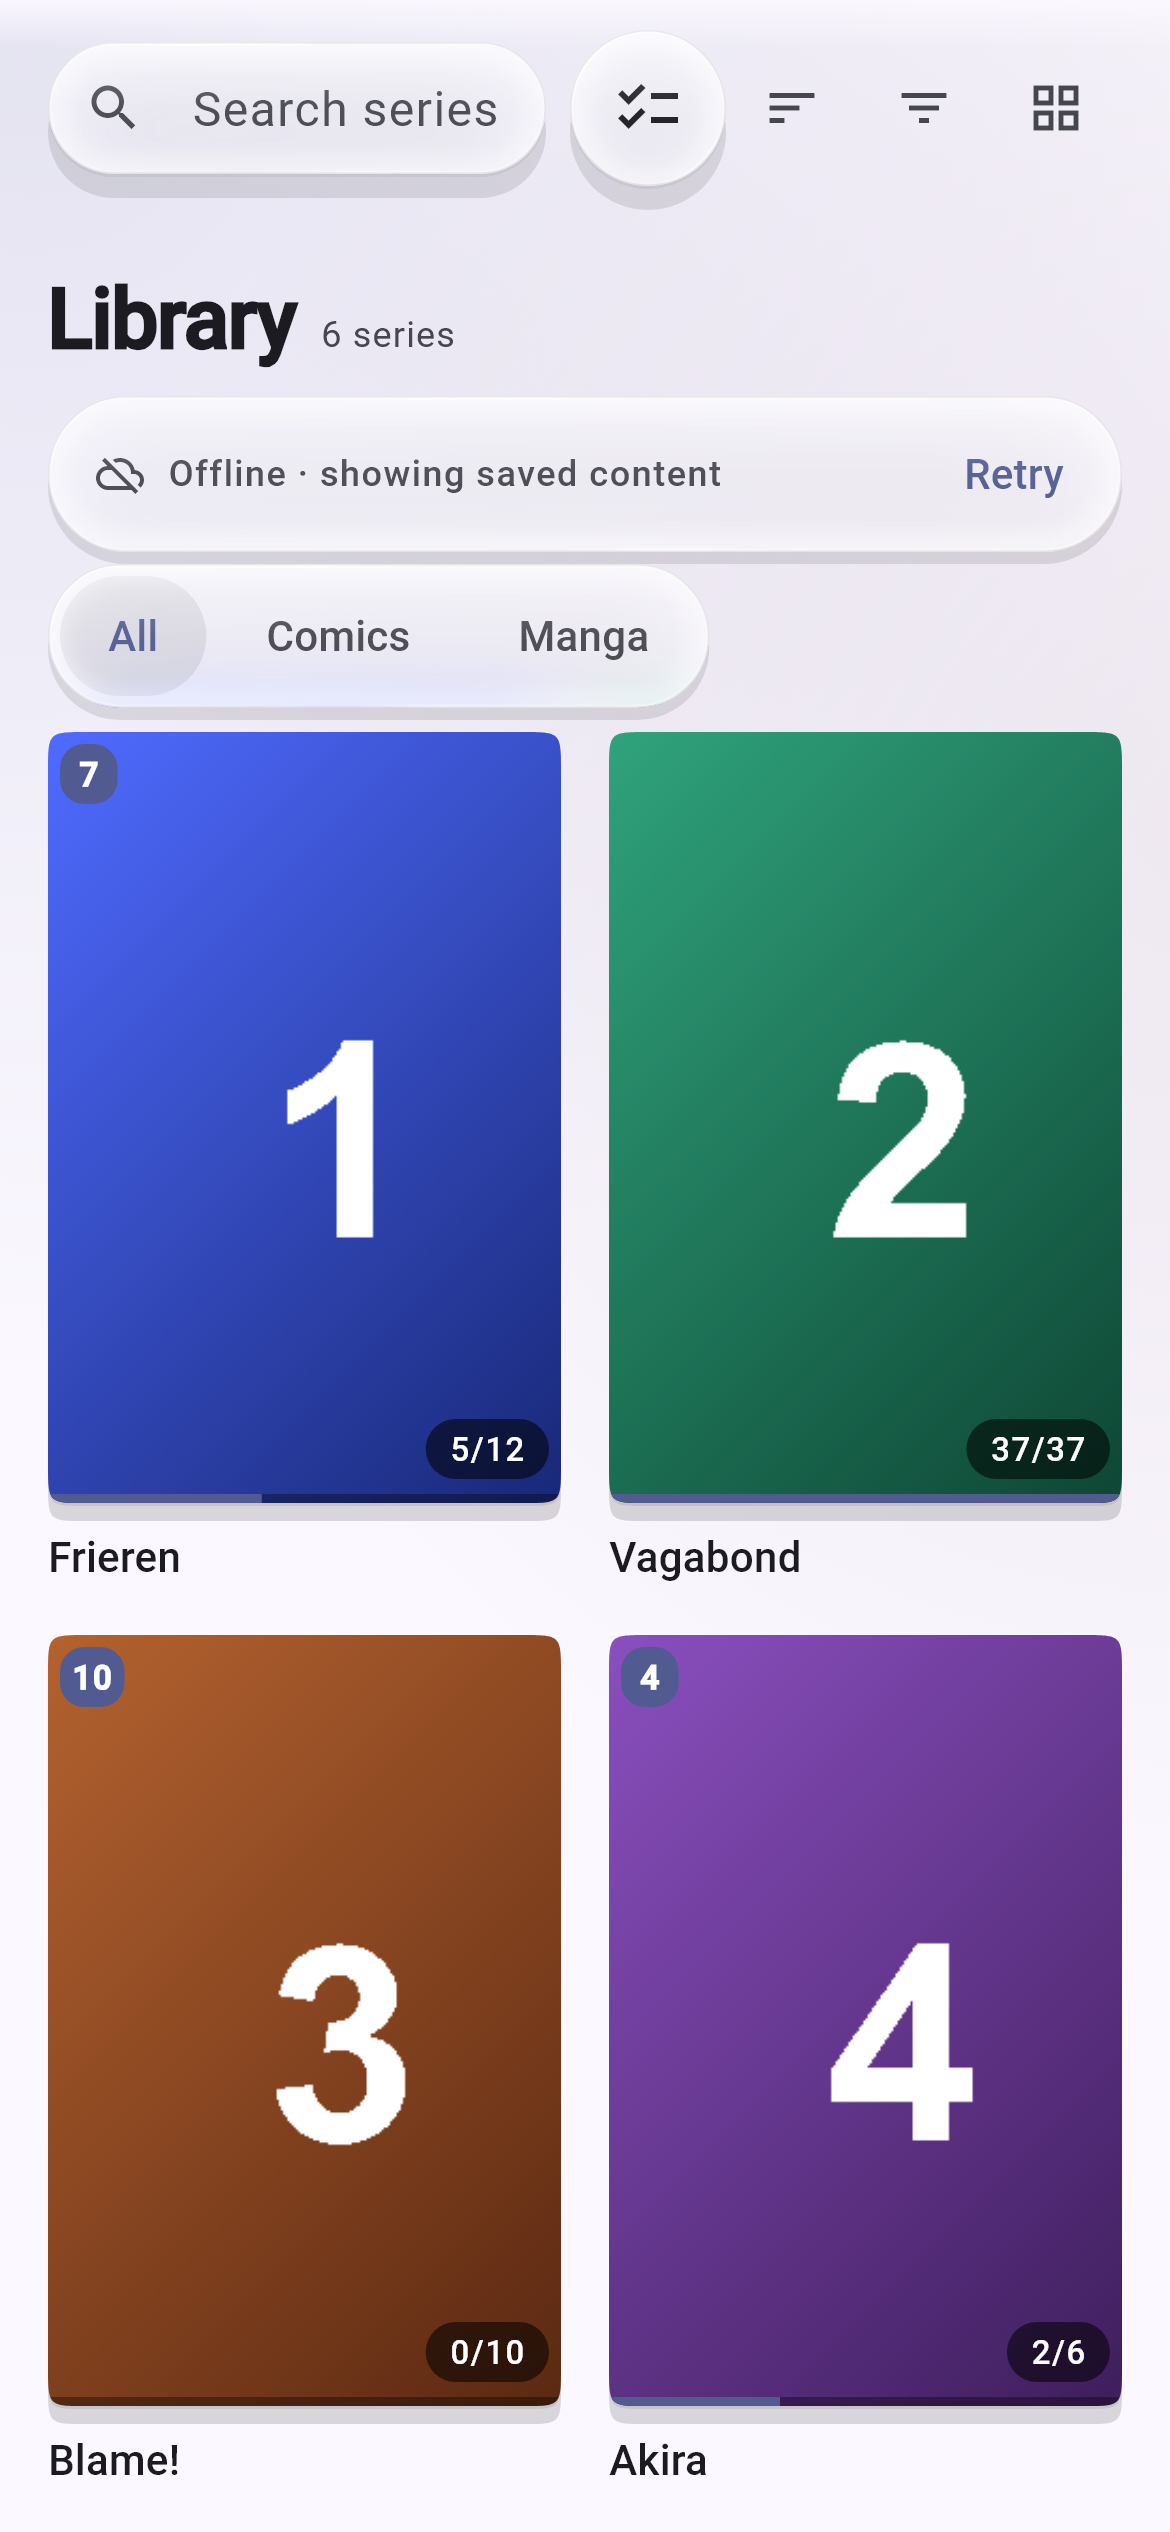 Search series
Library 6 series
Offline · showing saved content Retry
All Comics Manga
7
1
2
5/12
37/37
Frieren
Vagabond
10
4
3
4
0/10
2/6
Blame!
Akira